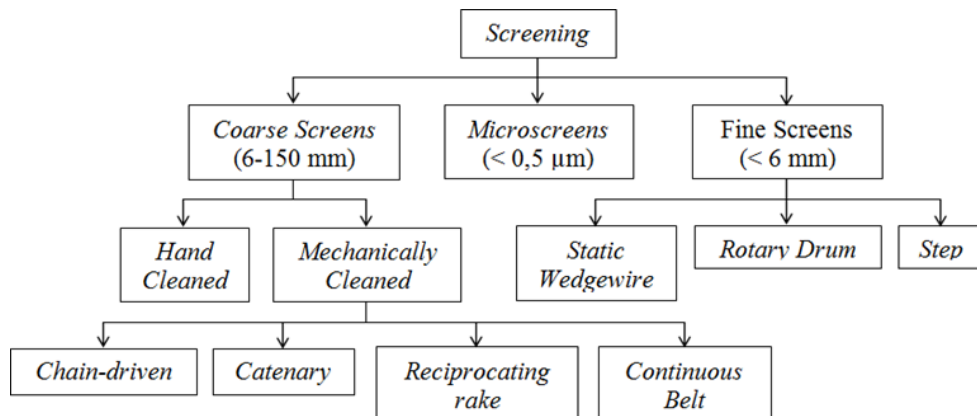 Screening
Coarse Screens
(6-150 mm)
Microscreens
(< 0,5 µm)
Fine Screens
(< 6 mm)
Hand
Cleaned
Mechanically
Cleaned
Static
Wedgewire
Rotary Drum
Step
Chain-driven
Catenary
Reciprocating
rake
Continuous
Belt